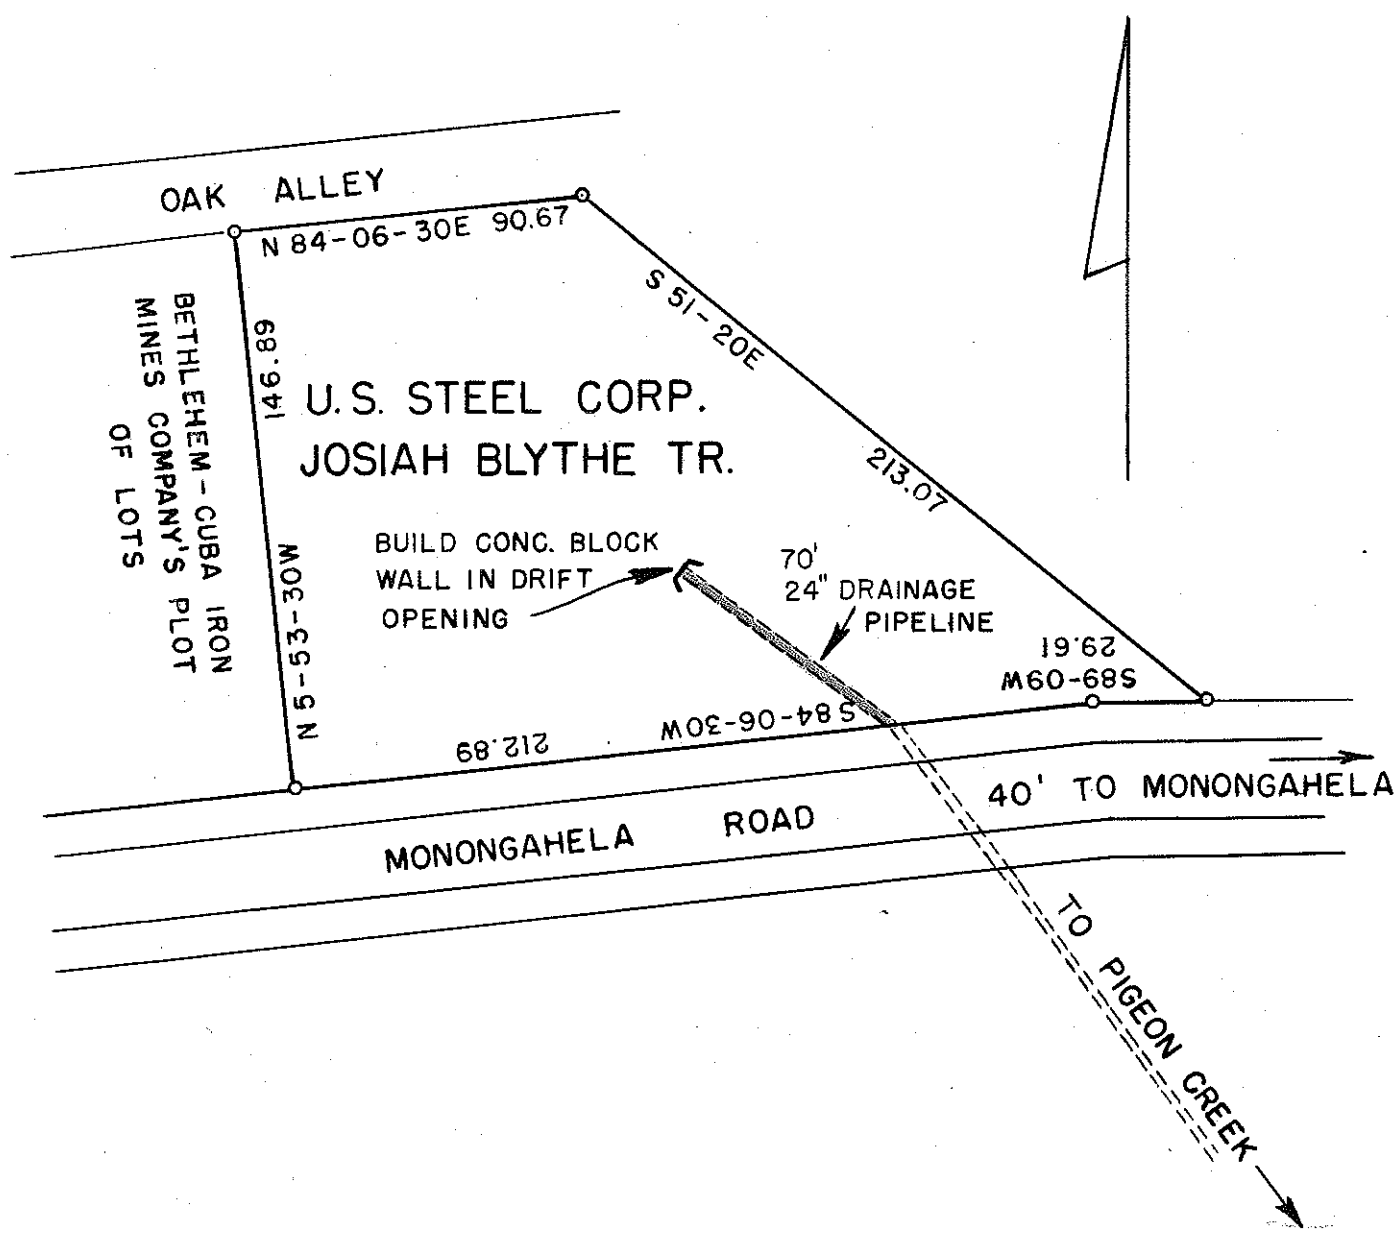 OAK ALLEY
N 84-06-30E 90.67
S 51-20E
213.07
BETHLEHEM-CUBA IRON
MINES COMPANY'S PLOT
OF LOTS
146.89
N 5-53-30W
U.S. STEEL CORP.
JOSIAH BLYTHE TR.
BUILD CONC. BLOCK
WALL IN DRIFT
OPENING
70'
24" DRAINAGE
PIPELINE
S89-09W
29.61
S 84-06-30W
212.89
MONONGAHELA ROAD
40' TO MONONGAHELA
TO PIGEON CREEK